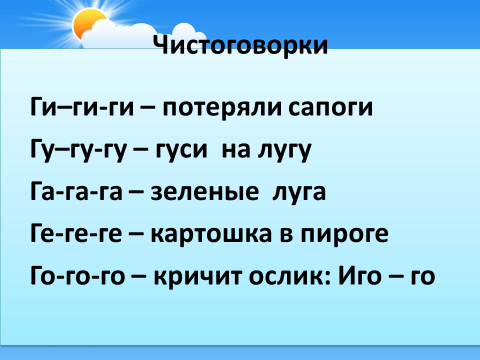 Чистоговорки
Ги–ги-ги – потеряли сапоги
Гу–гу-гу – гуси на лугу
Га-га-га – зеленые луга
Ге-ге-ге – картошка в пироге
Го-го-го – кричит ослик: Иго – го